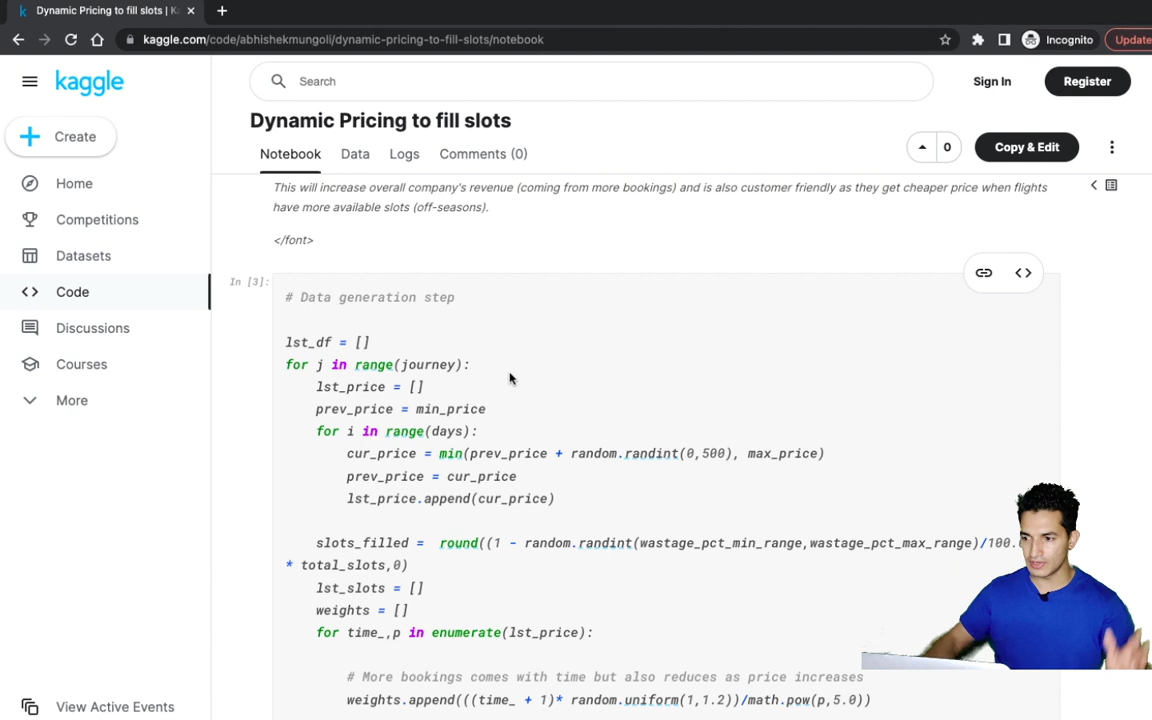 Dynamic Pricing to fill slots | K
kaggle.com/code/abhishekmungoli/dynamic-pricing-to-fill-slots/notebook
Incognito
Update
kaggle
Search
Sign In
Register
Create
Home
Competitions
Datasets
Code
Discussions
Courses
More
View Active Events
Dynamic Pricing to fill slots
0
Copy & Edit
Notebook
Data
Logs
Comments (0)
This will increase overall company's revenue (coming from more bookings) and is also customer friendly as they get cheaper price when flights
have more available slots (off-seasons).
</font>
In [3]:
# Data generation step
lst_df = []
for j in range(journey):
lst_price = []
prev_price = min_price
for i in range(days):
cur_price = min(prev_price + random.randint(0,500), max_price)
prev_price = cur_price
lst_price.append(cur_price)
slots_filled = round((1 - random.randint(wastage_pct_min_range,wastage_pct_max_range)/100.
* total_slots,0)
lst_slots = []
weights = []
for time_,p in enumerate(lst_price):
# More bookings comes with time but also reduces as price increases
weights.append(((time_ + 1)* random.uniform(1,1.2))/math.pow(p,5.0))